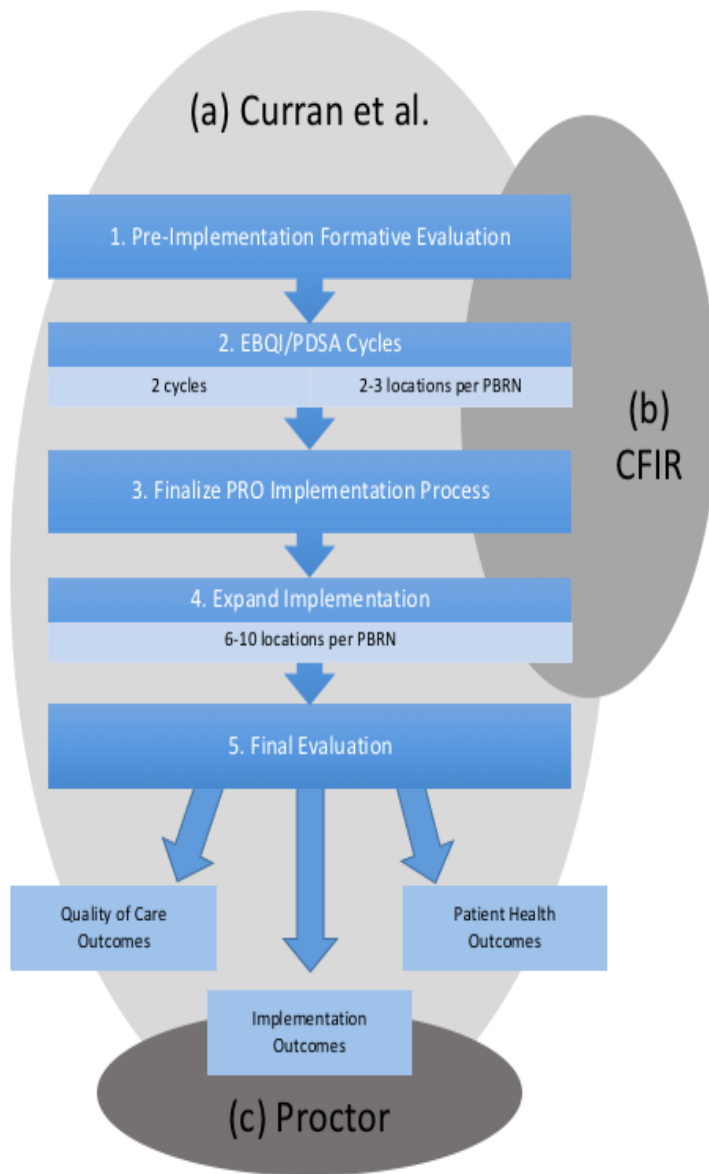 (a) Curran et al.
1. Pre-Implementation Formative Evaluation
2. EBQI/PDSA Cycles
2 cycles
2-3 locations per PBRN
(b)
CFIR
3. Finalize PRO Implementation Process
4. Expand Implementation
6-10 locations per PBRN
5. Final Evaluation
Quality of Care
Outcomes
Patient Health
Outcomes
Implementation
Outcomes
(c) Proctor